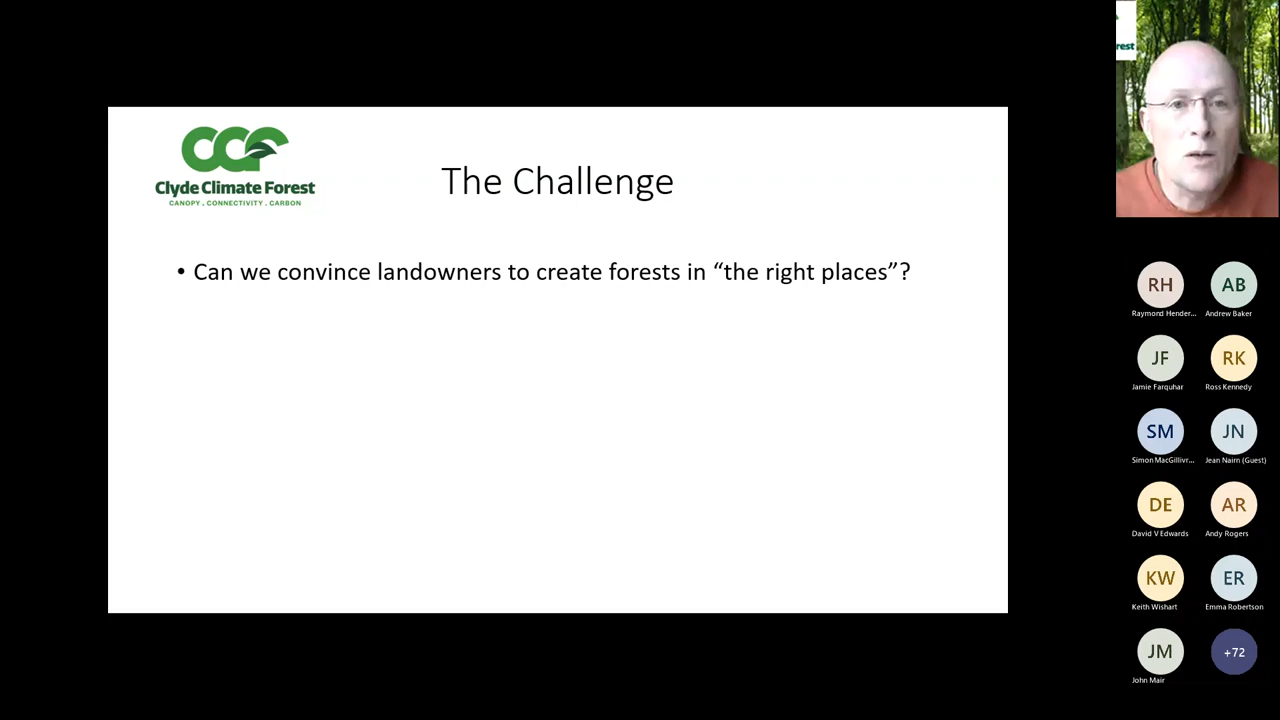 CCF
Clyde Climate Forest
CANOPY . CONNECTIVITY . CARBON
The Challenge
• Can we convince landowners to create forests in “the right places”?
rest
RH
AB
Raymond Hender...
Andrew Baker
JF
RK
Jamie Farquhar
Ross Kennedy
SM
JN
Simon MacGillivr...
Jean Nairn (Guest)
DE
AR
David V Edwards
Andy Rogers
KW
ER
Keith Wishart
Emma Robertson
JM
+72
John Mair